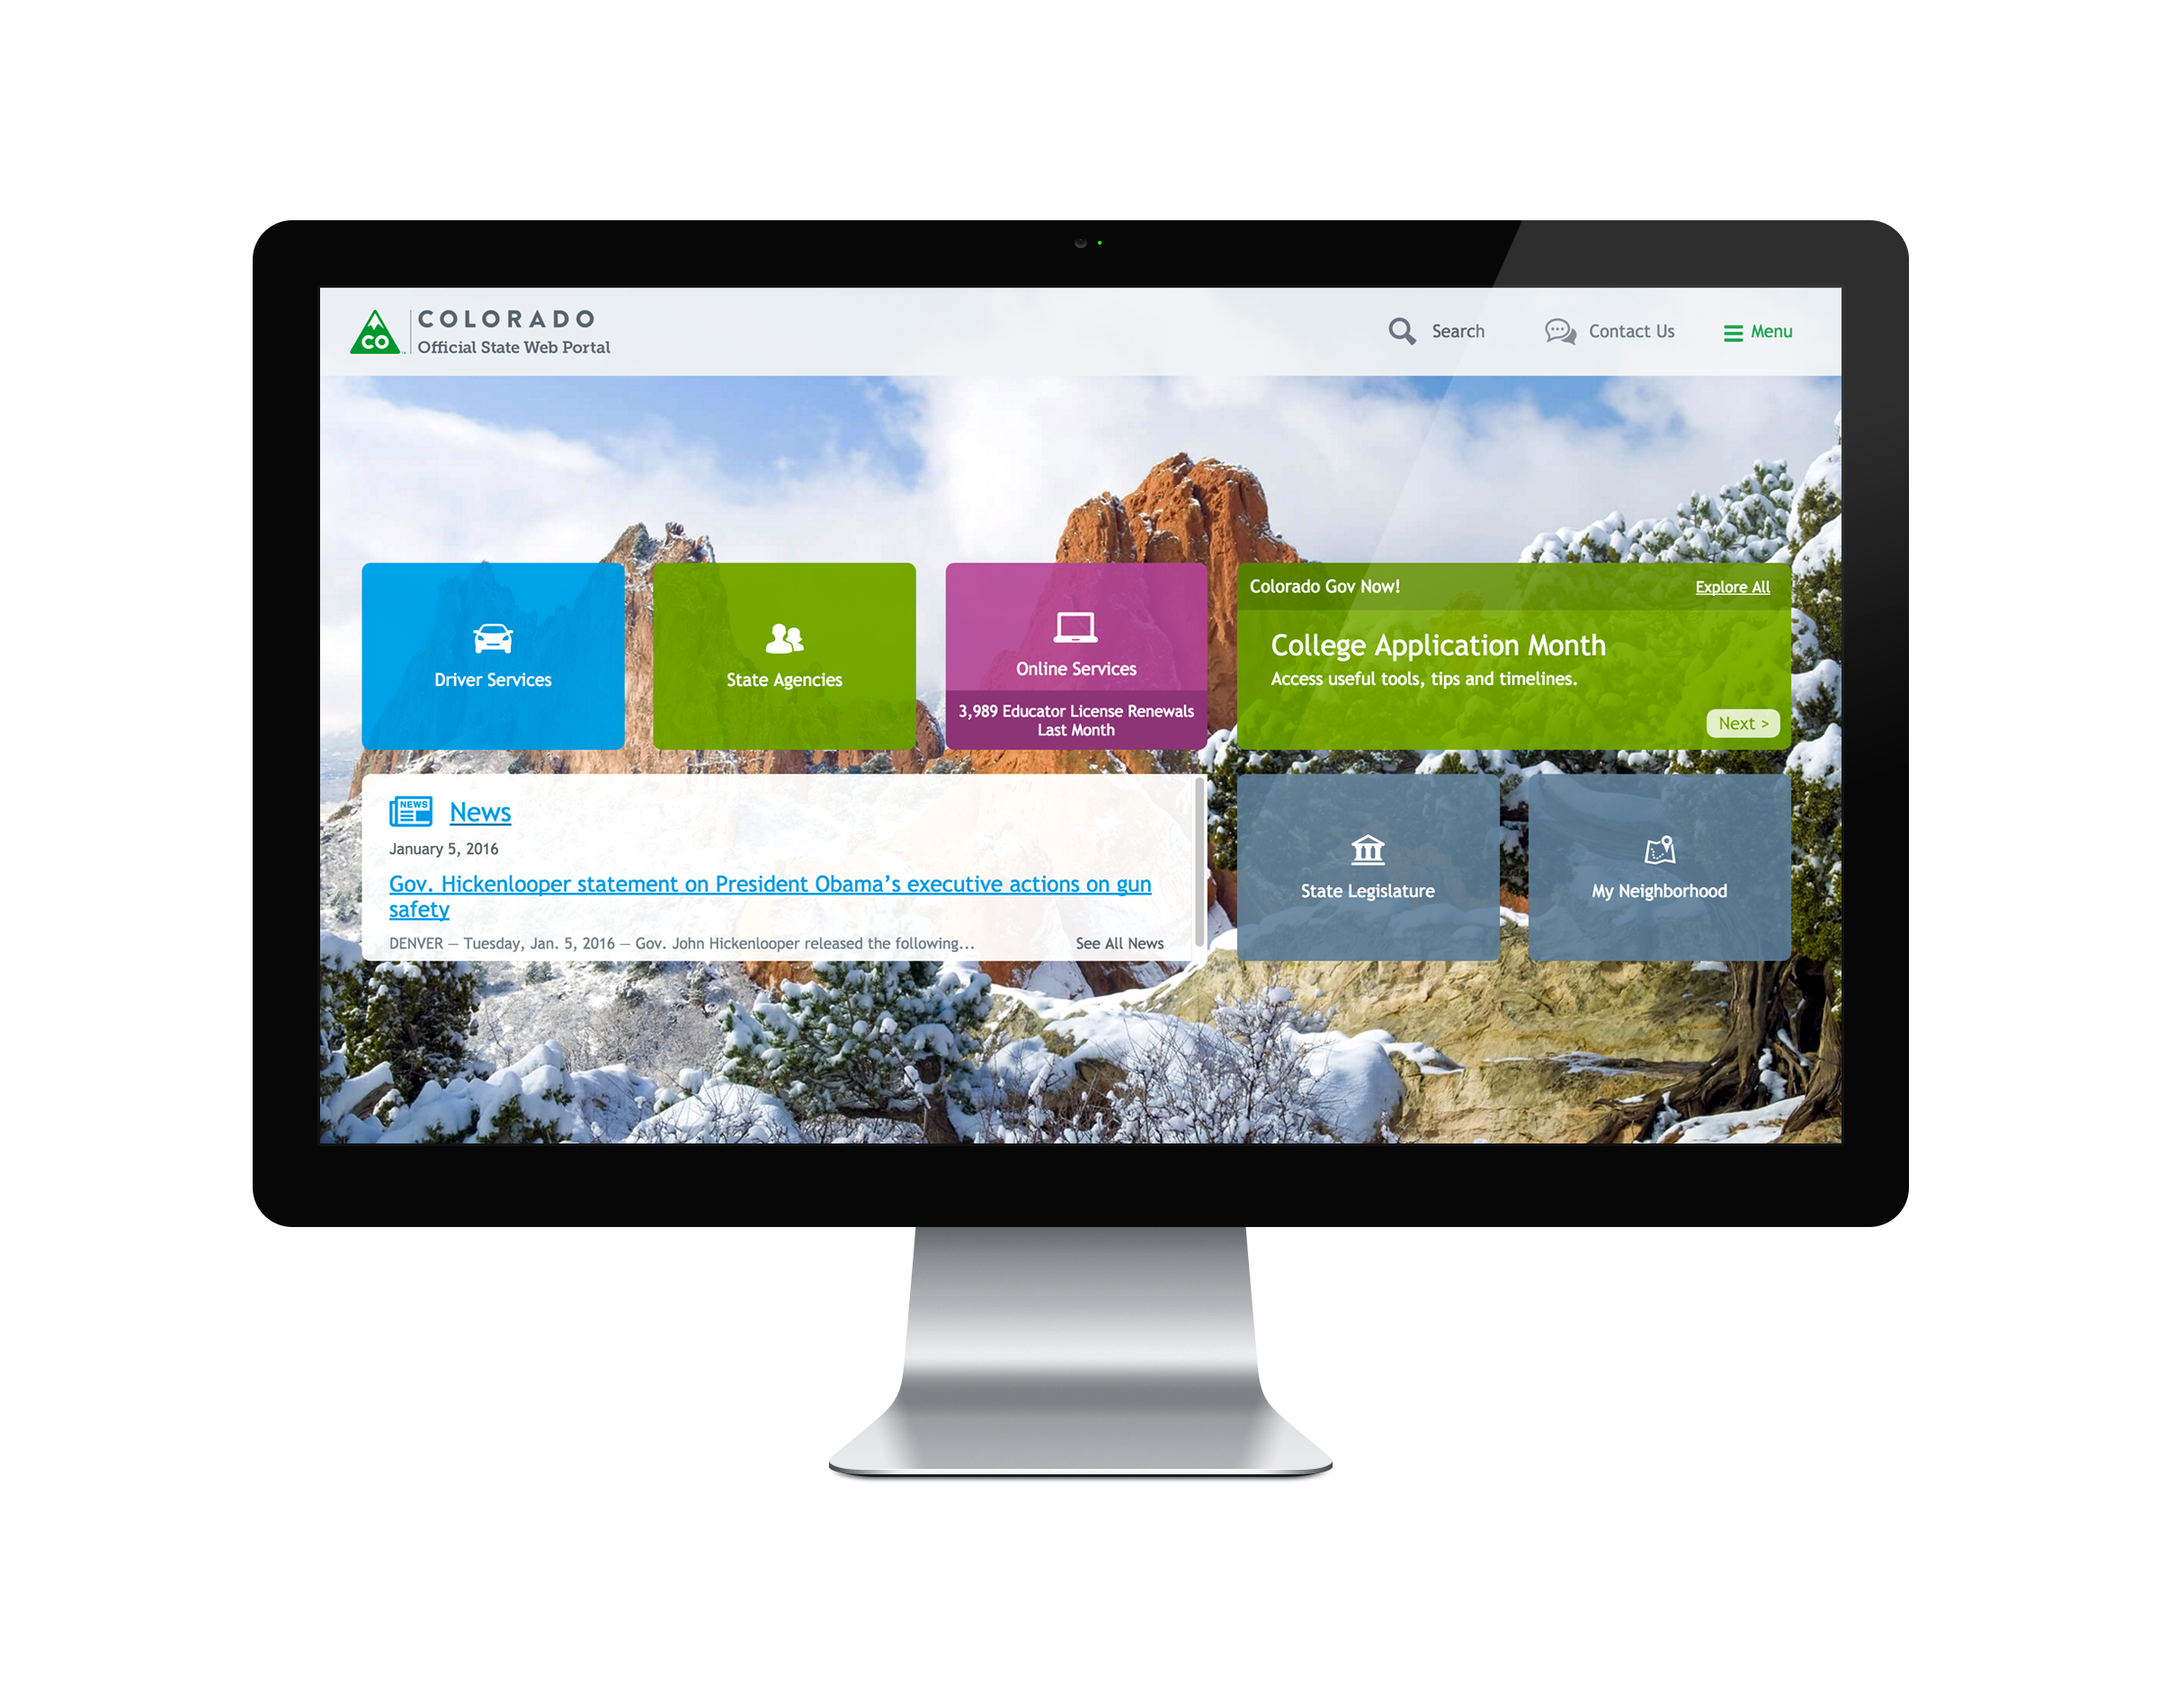 CO
COLORADO
Official State Web Portal
Search
Contact Us
Menu
Driver Services
State Agencies
Online Services
3,989 Educator License Renewals
Last Month
Colorado Gov Now!
Explore All
College Application Month
Access useful tools, tips and timelines.
Next >
NEWS
News
January 5, 2016
Gov. Hickenlooper statement on President Obama’s executive actions on gun
safety
DENVER — Tuesday, Jan. 5, 2016 — Gov. John Hickenlooper released the following...
See All News
State Legislature
My Neighborhood